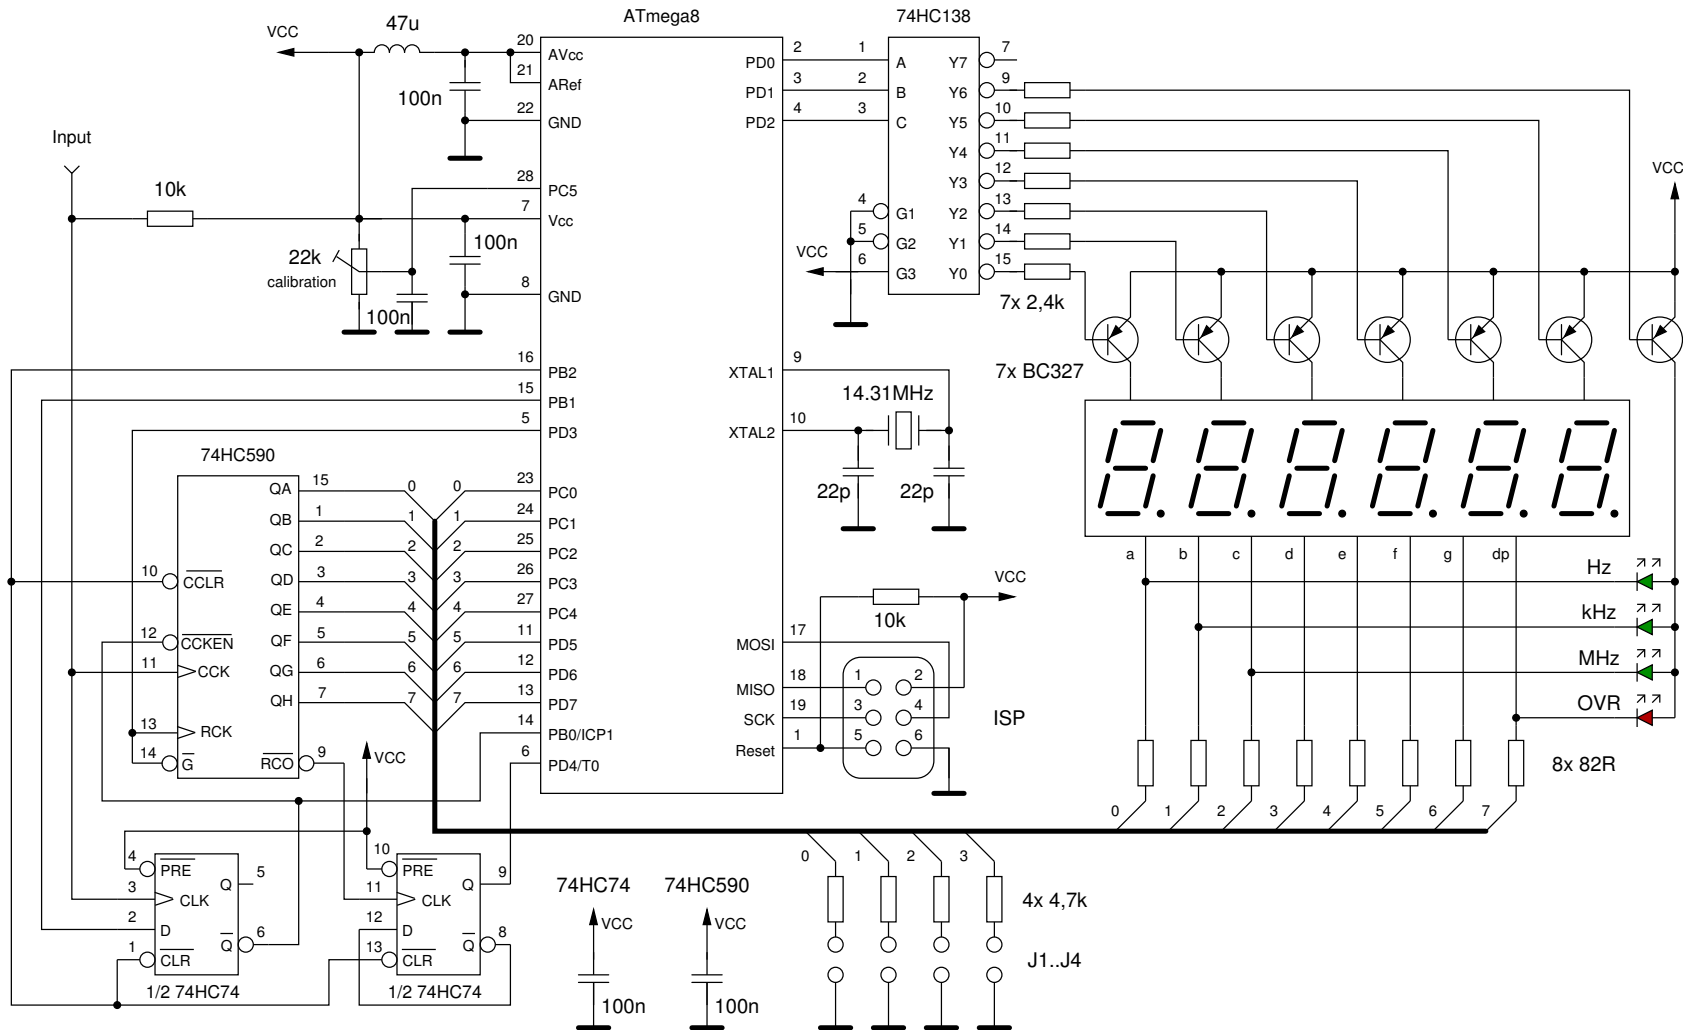 ATmega8
74HC138
VCC
47u
20
AVcc
21
ARef
100n
22
GND
Input
10k
28
PC5
7
Vcc
22k
calibration
100n
100n
8
GND
2
PD0
3
PD1
4
PD2
1
A
2
B
3
C
Y7
7
Y6
9
Y5
10
Y4
11
Y3
12
Y2
13
Y1
14
Y0
15
4
G1
5
G2
6
G3
VCC
VCC
7x 2,4k
7x BC327
16
PB2
15
PB1
5
PD3
XTAL1
9
XTAL2
10
14.31MHz
22p
22p
74HC590
QA
15
0
0
23
PC0
QB
1
1
1
24
PC1
QC
2
2
2
25
PC2
QD
3
3
3
26
PC3
QE
4
4
4
27
PC4
QF
5
5
5
11
PD5
QG
6
6
6
12
PD6
QH
7
7
7
13
PD7
14
PB0/ICP1
6
PD4/T0
10
CCLR
12
CCKEN
11
CCK
13
RCK
14
G
RCO
9
VCC
8.8.8.8.8.8.
a b c d e f g dp
Hz
kHz
MHz
OVR
8x 82R
VCC
10k
MOSI
17
MISO
18
SCK
19
Reset
1
1 2
3 4
5 6
ISP
0 1 2 3 4 5 6 7
0 1 2 3
4x 4,7k
J1..J4
4
PRE
3
CLK
2
D
1
CLR
Q
5
Q
6
1/2 74HC74
10
PRE
11
CLK
12
D
13
CLR
Q
9
Q
8
1/2 74HC74
74HC74
VCC
100n
74HC590
VCC
100n